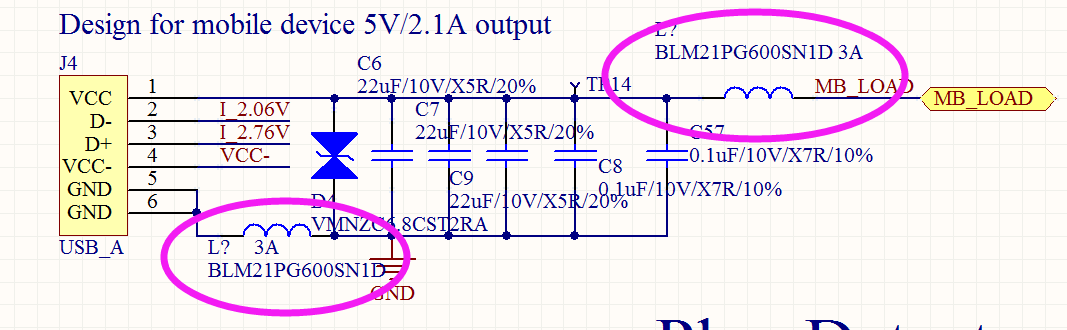 Design for mobile device 5V/2.1A output
L?
BLM21PG600SN1D 3A
J4
C6
22uF/10V/X5R/20%
TP14
MB_LOAD
MB_LOAD
1
VCC
2
D-
I_2.06V
3
D+
I_2.76V
4
VCC-
VCC-
5
GND
6
GND
USB_A
C7
22uF/10V/X5R/20%
C57
0.1uF/10V/X7R/10%
C8
0.1uF/10V/X7R/10%
C9
22uF/10V/X5R/20%
VMNZC6.8CST2RA
L? 3A
BLM21PG600SN1D
GND